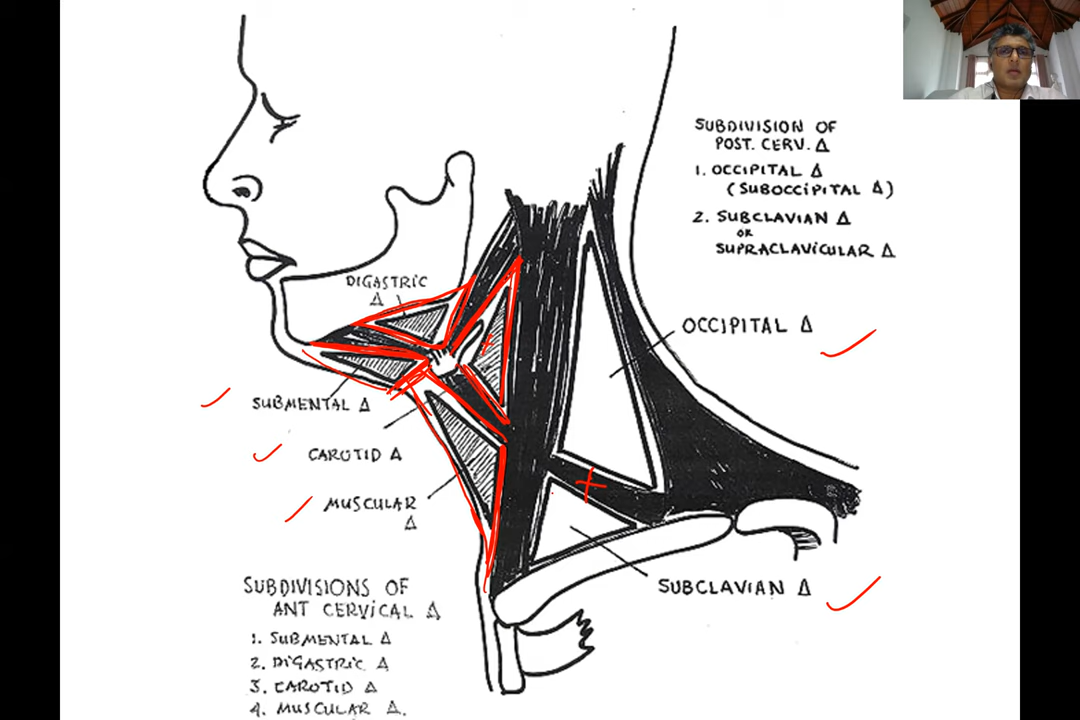 SUBDIVISION OF
POST. CERV. Δ
1. OCCIPITAL Δ
(SUBOCCIPITAL Δ)
2. SUBCLAVIAN Δ
OR
SUPRACLAVICULAR Δ
DIGASTRIC
Δ
OCCIPITAL Δ
SUBMENTAL Δ
CAROTID Δ
MUSCULAR
Δ
SUBCLAVIAN Δ
SUBDIVISIONS OF
ANT CERVICAL Δ
1. SUBMENTAL Δ
2. DIGASTRIC Δ
3. CAROTID Δ
4. MUSCULAR Δ.